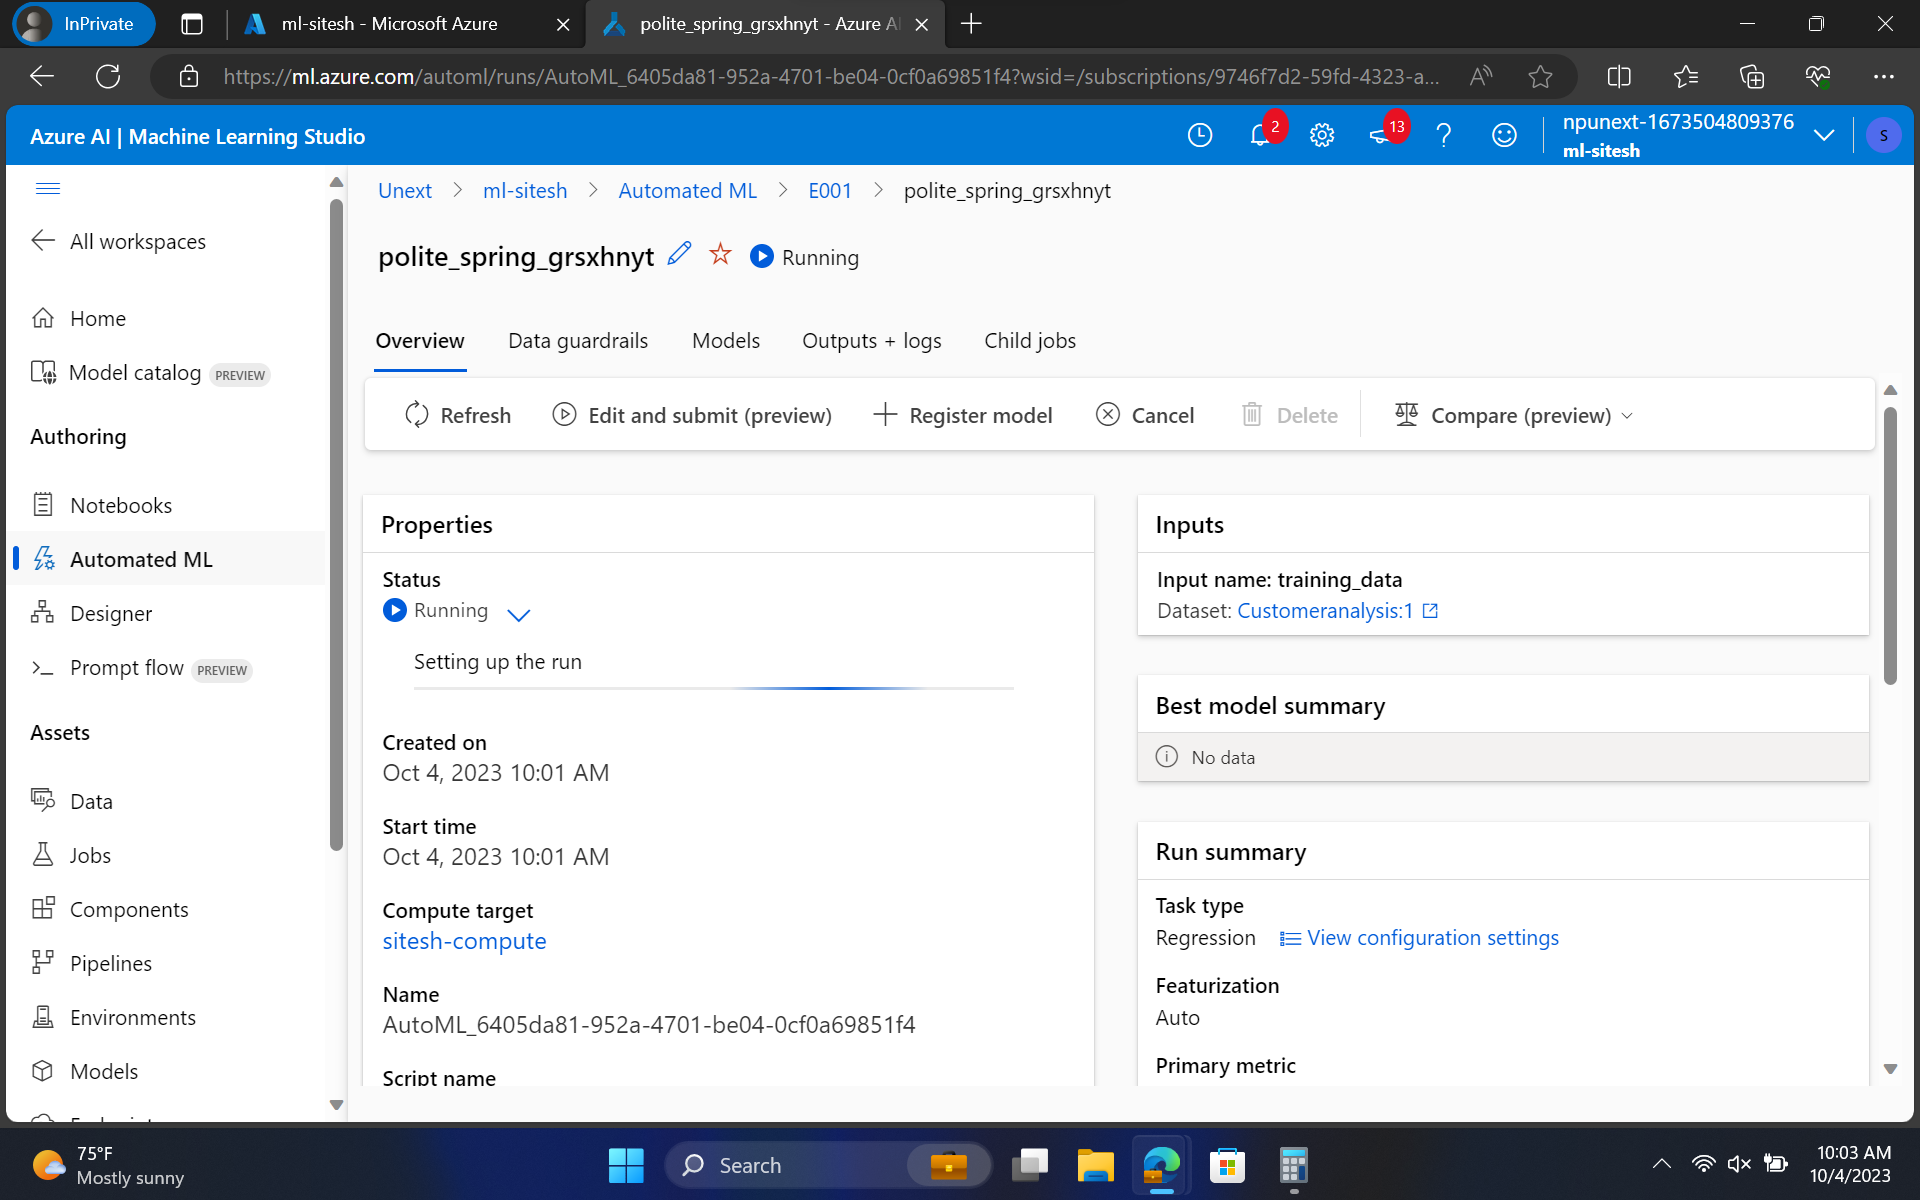 InPrivate
ml-sitesh - Microsoft Azure
polite_spring_grsxhnyt - Azure AI
https://ml.azure.com/automl/runs/AutoML_6405da81-952a-4701-be04-0cf0a69851f4?wsid=/subscriptions/9746f7d2-59fd-4323-a...
Azure AI | Machine Learning Studio
2
13
npunext-1673504809376
ml-sitesh
S
All workspaces
Home
Model catalog PREVIEW
Authoring
Notebooks
Automated ML
Designer
Prompt flow PREVIEW
Assets
Data
Jobs
Components
Pipelines
Environments
Models
Unext > ml-sitesh > Automated ML > E001 > polite_spring_grsxhnyt
polite_spring_grsxhnyt Running
Overview Data guardrails Models Outputs + logs Child jobs
Refresh Edit and submit (preview) Register model Cancel Delete Compare (preview)
Properties
Status
Running
Setting up the run
Created on
Oct 4, 2023 10:01 AM
Start time
Oct 4, 2023 10:01 AM
Compute target
sitesh-compute
Name
AutoML_6405da81-952a-4701-be04-0cf0a69851f4
Script name
Inputs
Input name: training_data
Dataset: Customeranalysis:1
Best model summary
No data
Run summary
Task type
Regression View configuration settings
Featurization
Auto
Primary metric
75°F
Mostly sunny
Search
10:03 AM
10/4/2023